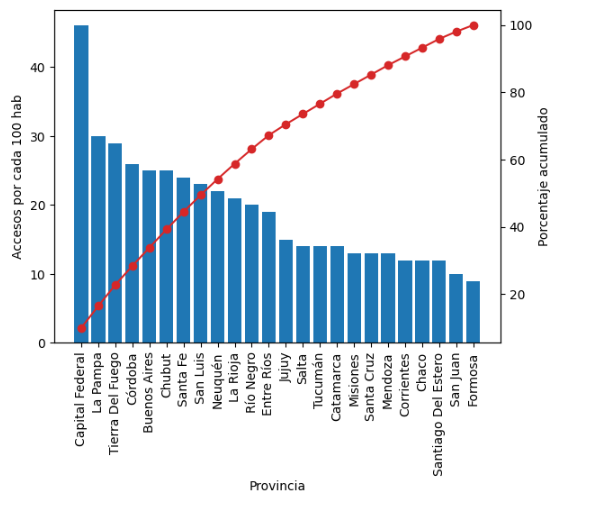 Accesos por cada 100 hab
40
30
20
10
0
100
80
60
40
20
Porcentaje acumulado
Capital Federal
La Pampa
Tierra Del Fuego
Córdoba
Buenos Aires
Chubut
Santa Fe
San Luis
Neuquén
La Rioja
Río Negro
Entre Ríos
Jujuy
Salta
Tucumán
Catamarca
Misiones
Santa Cruz
Mendoza
Corrientes
Chaco
Santiago Del Estero
San Juan
Formosa
Provincia